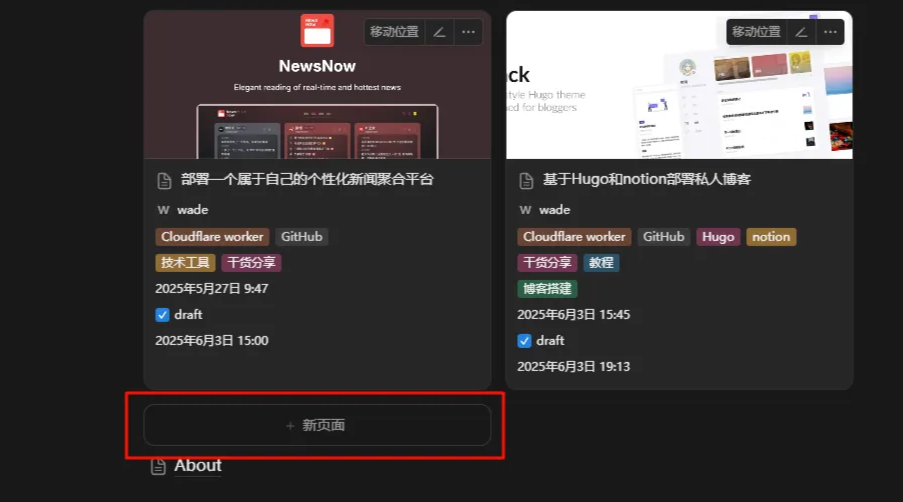 NewsNow
Elegant reading of real-time and hottest news
移动位置
部署一个属于自己的个性化新闻聚合平台
W wade
Cloudflare worker GitHub
技术工具 干货分享
2025年5月27日 9:47
draft
2025年6月3日 15:00
移动位置
ck
style Hugo theme
ed for bloggers
基于Hugo和notion部署私人博客
W wade
Cloudflare worker GitHub Hugo notion
干货分享 教程
博客搭建
2025年6月3日 15:45
draft
2025年6月3日 19:13
+ 新页面
About